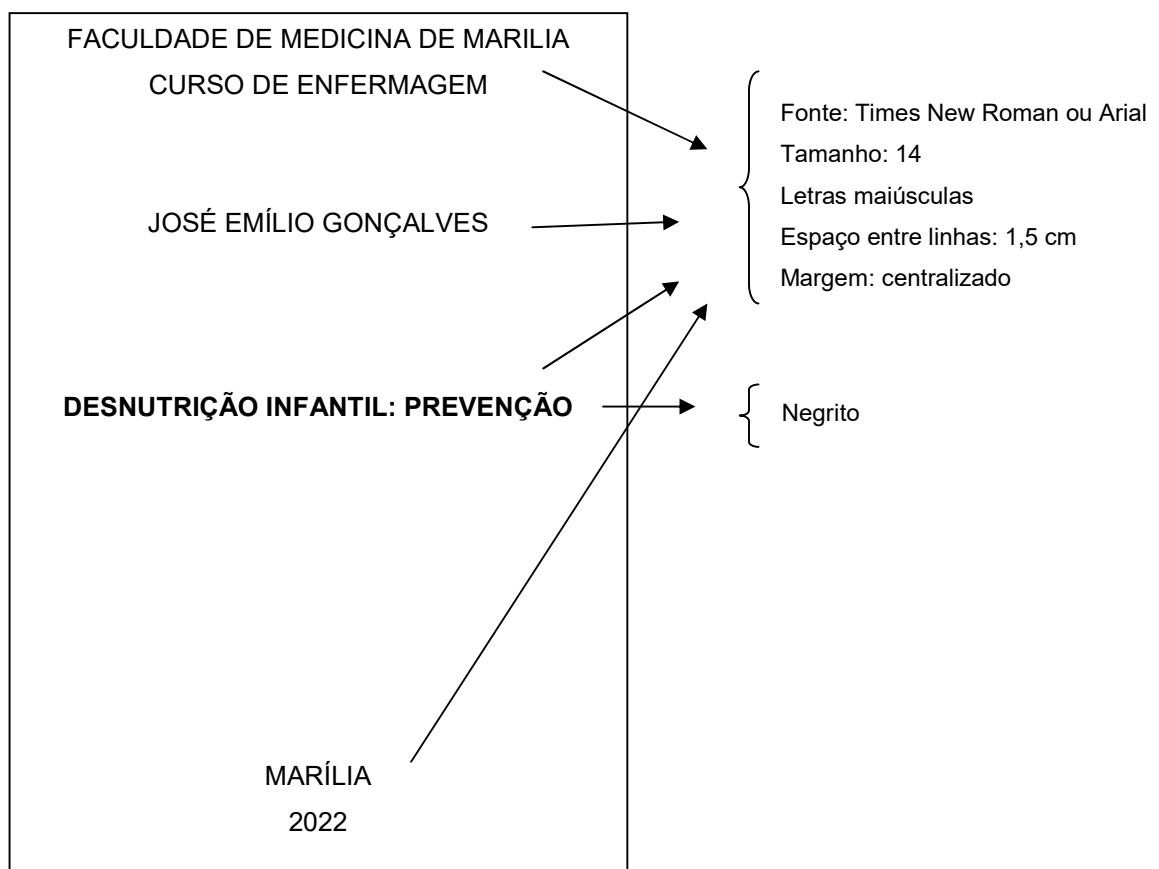 FACULDADE DE MEDICINA DE MARILIA
CURSO DE ENFERMAGEM
JOSÉ EMÍLIO GONÇALVES
DESNUTRIÇÃO INFANTIL: PREVENÇÃO
MARÍLIA
2022
Fonte: Times New Roman ou Arial
Tamanho: 14
Letras maiúsculas
Espaço entre linhas: 1,5 cm
Margem: centralizado
Negrito